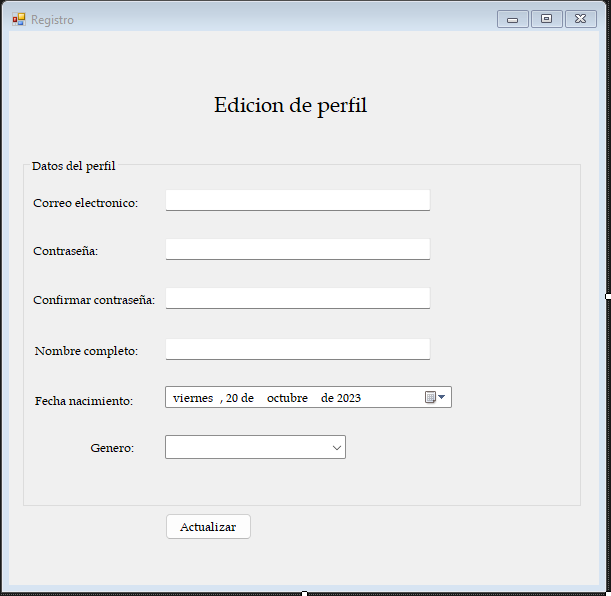 Registro
Edicion de perfil
Datos del perfil
Correo electronico:
Contraseña:
Confirmar contraseña:
Nombre completo:
Fecha nacimiento: viernes , 20 de octubre de 2023
Genero:
Actualizar